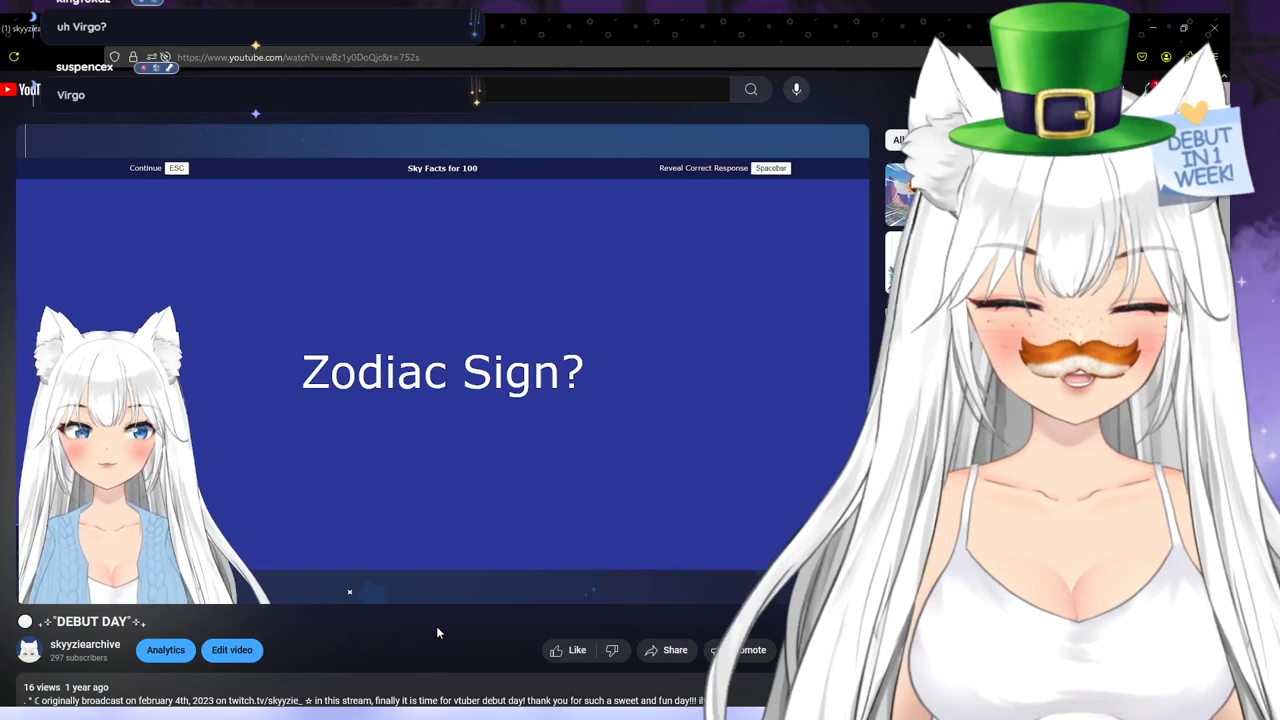 uh Virgo?
(1) skyyziea
https://www.youtube.com/watch?v=wBz1y0DoQjc&t=752s
suspencex
Virgo
DEBUT
IN 1
WEEK!
All
Continue ESC
Sky Facts for 100
Reveal Correct Response Spacebar
Zodiac Sign?
₊⊹˚DEBUT DAY˚⊹₊
skyyziearchive
297 subscribers
Analytics
Edit video
Like
Share
omote
16 views 1 year ago
. ° ☾ originally broadcast on february 4th, 2023 on twitch.tv/skyyzie_ ☆ in this stream, finally it is time for vtuber debut day! thank you for such a sweet and fun day!!!